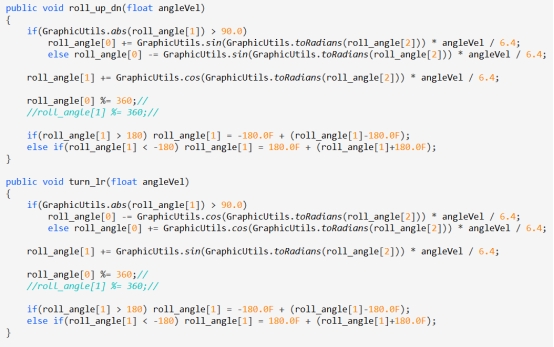 public void roll_up_dn(float angleVel)
{
    if(GraphicUtils.abs(roll_angle[1]) > 90.0)
        roll_angle[0] += GraphicUtils.sin(GraphicUtils.toRadians(roll_angle[2])) * angleVel / 6.4;
        else roll_angle[0] -= GraphicUtils.sin(GraphicUtils.toRadians(roll_angle[2])) * angleVel / 6.4;
    roll_angle[1] += GraphicUtils.cos(GraphicUtils.toRadians(roll_angle[2])) * angleVel / 6.4;
    roll_angle[0] %= 360;//
    //roll_angle[1] %= 360;//
    if(roll_angle[1] > 180) roll_angle[1] = -180.0F + (roll_angle[1]-180.0F);
    else if(roll_angle[1] < -180) roll_angle[1] = 180.0F + (roll_angle[1]+180.0F);
}
public void turn_lr(float angleVel)
{
    if(GraphicUtils.abs(roll_angle[1]) > 90.0)
        roll_angle[0] -= GraphicUtils.cos(GraphicUtils.toRadians(roll_angle[2])) * angleVel / 6.4;
        else roll_angle[0] += GraphicUtils.cos(GraphicUtils.toRadians(roll_angle[2])) * angleVel / 6.4;
    roll_angle[1] += GraphicUtils.sin(GraphicUtils.toRadians(roll_angle[2])) * angleVel / 6.4;
    roll_angle[0] %= 360;//
    //roll_angle[1] %= 360;//
    if(roll_angle[1] > 180) roll_angle[1] = -180.0F + (roll_angle[1]-180.0F);
    else if(roll_angle[1] < -180) roll_angle[1] = 180.0F + (roll_angle[1]+180.0F);
}